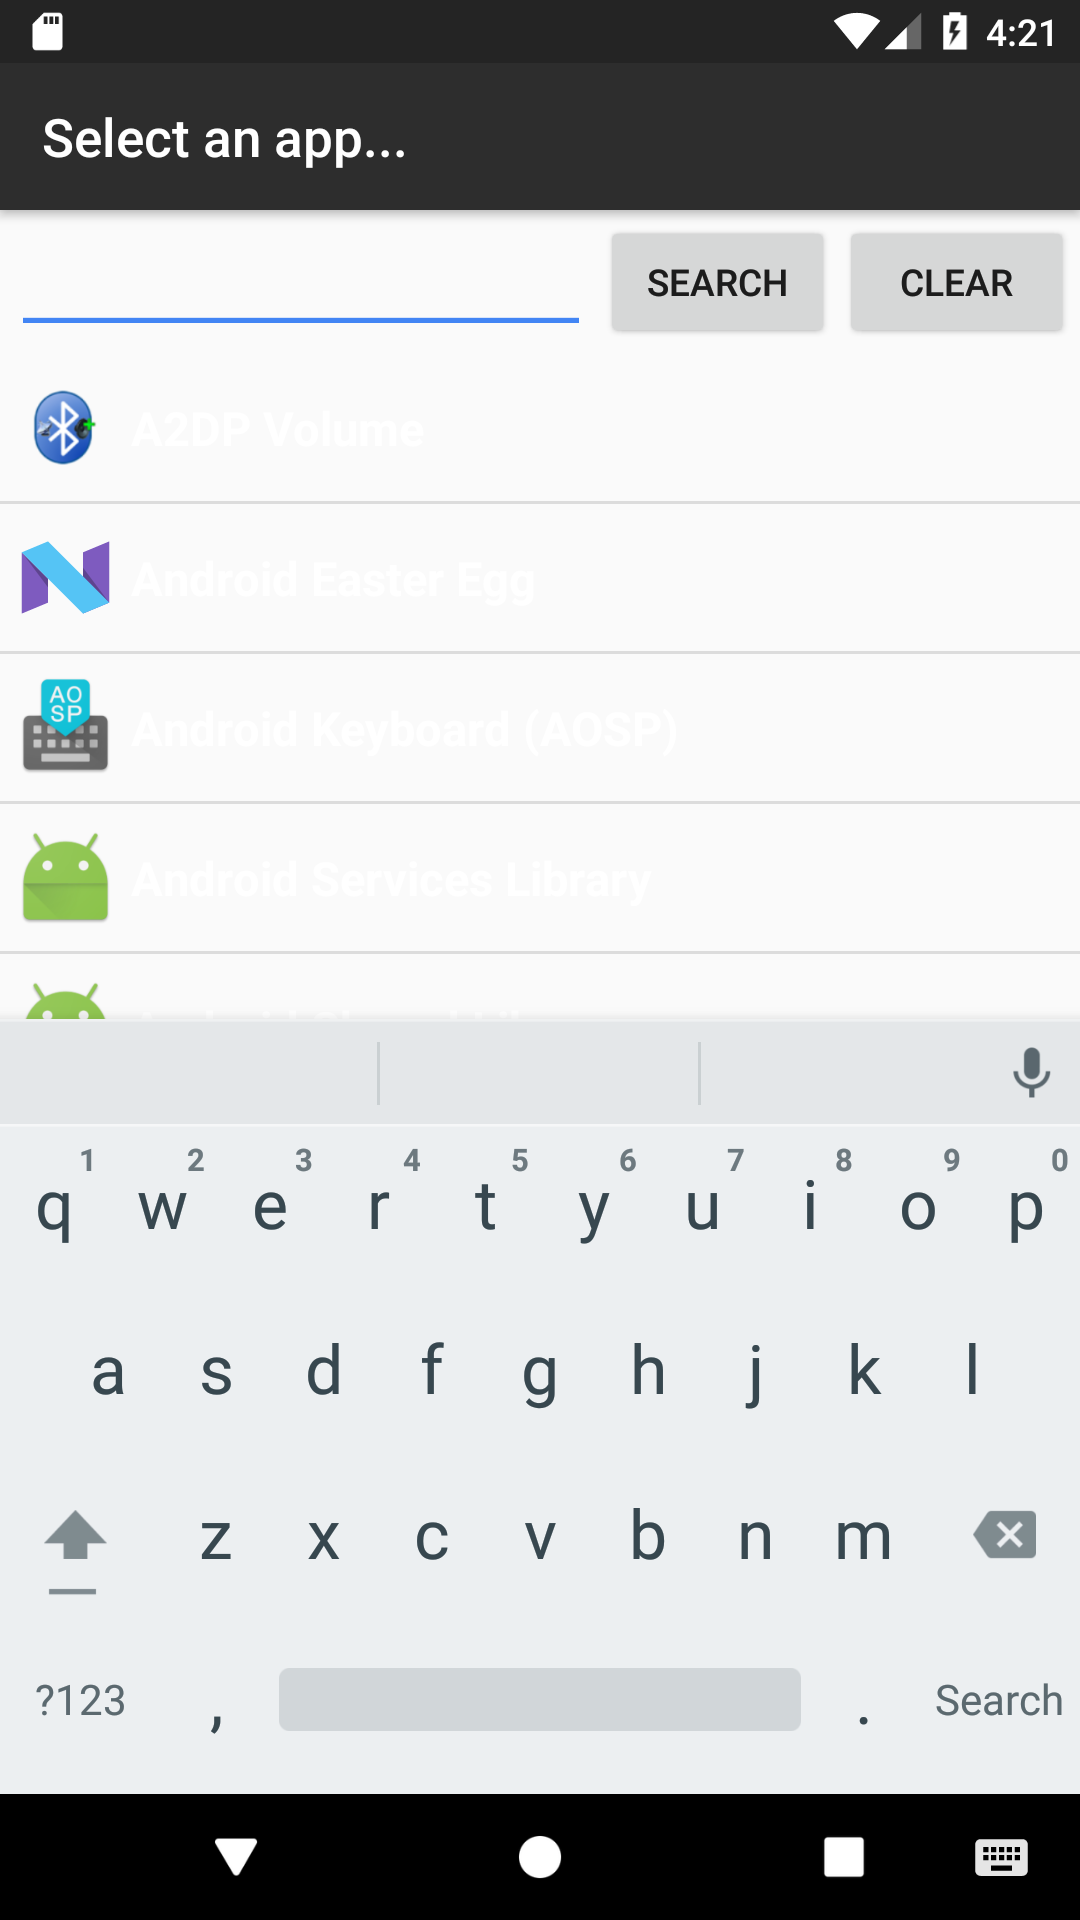 4:21
Select an app...
SEARCH CLEAR
A2DP Volume
Android Easter Egg
AO
SP
Android Keyboard (AOSP)
Android Services Library
1 2 3 4 5 6 7 8 9 0
q w e r t y u i o p
a s d f g h j k l
z x c v b n m
?123 , . Search